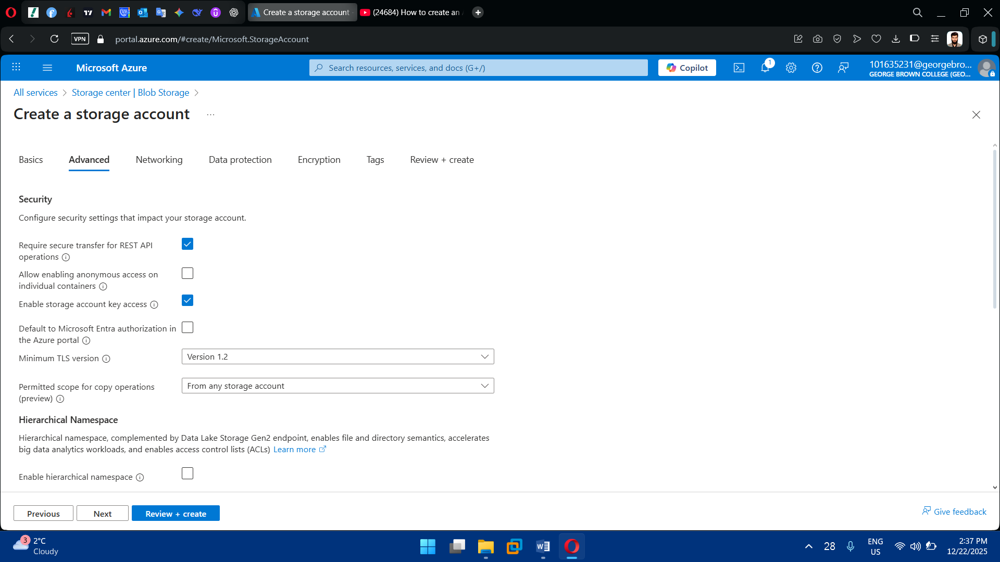 Create a storage account -
(24684) How to create an
VPN
portal.azure.com/#create/Microsoft.StorageAccount
Microsoft Azure
Search resources, services, and docs (G+/)
Copilot
1
101635231@georgebro...
GEORGE BROWN COLLEGE (GEO...
All services > Storage center | Blob Storage >
Create a storage account ...
Basics
Advanced
Networking
Data protection
Encryption
Tags
Review + create
Security
Configure security settings that impact your storage account.
Require secure transfer for REST API
operations
Allow enabling anonymous access on
individual containers
Enable storage account key access
Default to Microsoft Entra authorization in
the Azure portal
Minimum TLS version
Version 1.2
Permitted scope for copy operations
(preview)
From any storage account
Hierarchical Namespace
Hierarchical namespace, complemented by Data Lake Storage Gen2 endpoint, enables file and directory semantics, accelerates
big data analytics workloads, and enables access control lists (ACLs) Learn more
Enable hierarchical namespace
Previous
Next
Review + create
Give feedback
3
2°C
Cloudy
28
ENG
US
2:37 PM
12/22/2025